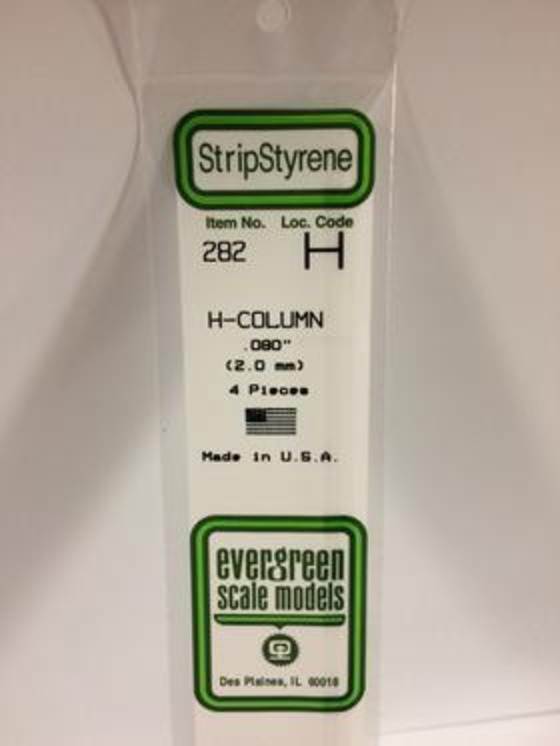 StripStyrene
Item No. Loc. Code
282 H
H-COLUMN
.080"
(2.0 mm)
4 Pieces
Made in U.S.A.
evergreen
scale models
Des Plaines, IL 60018